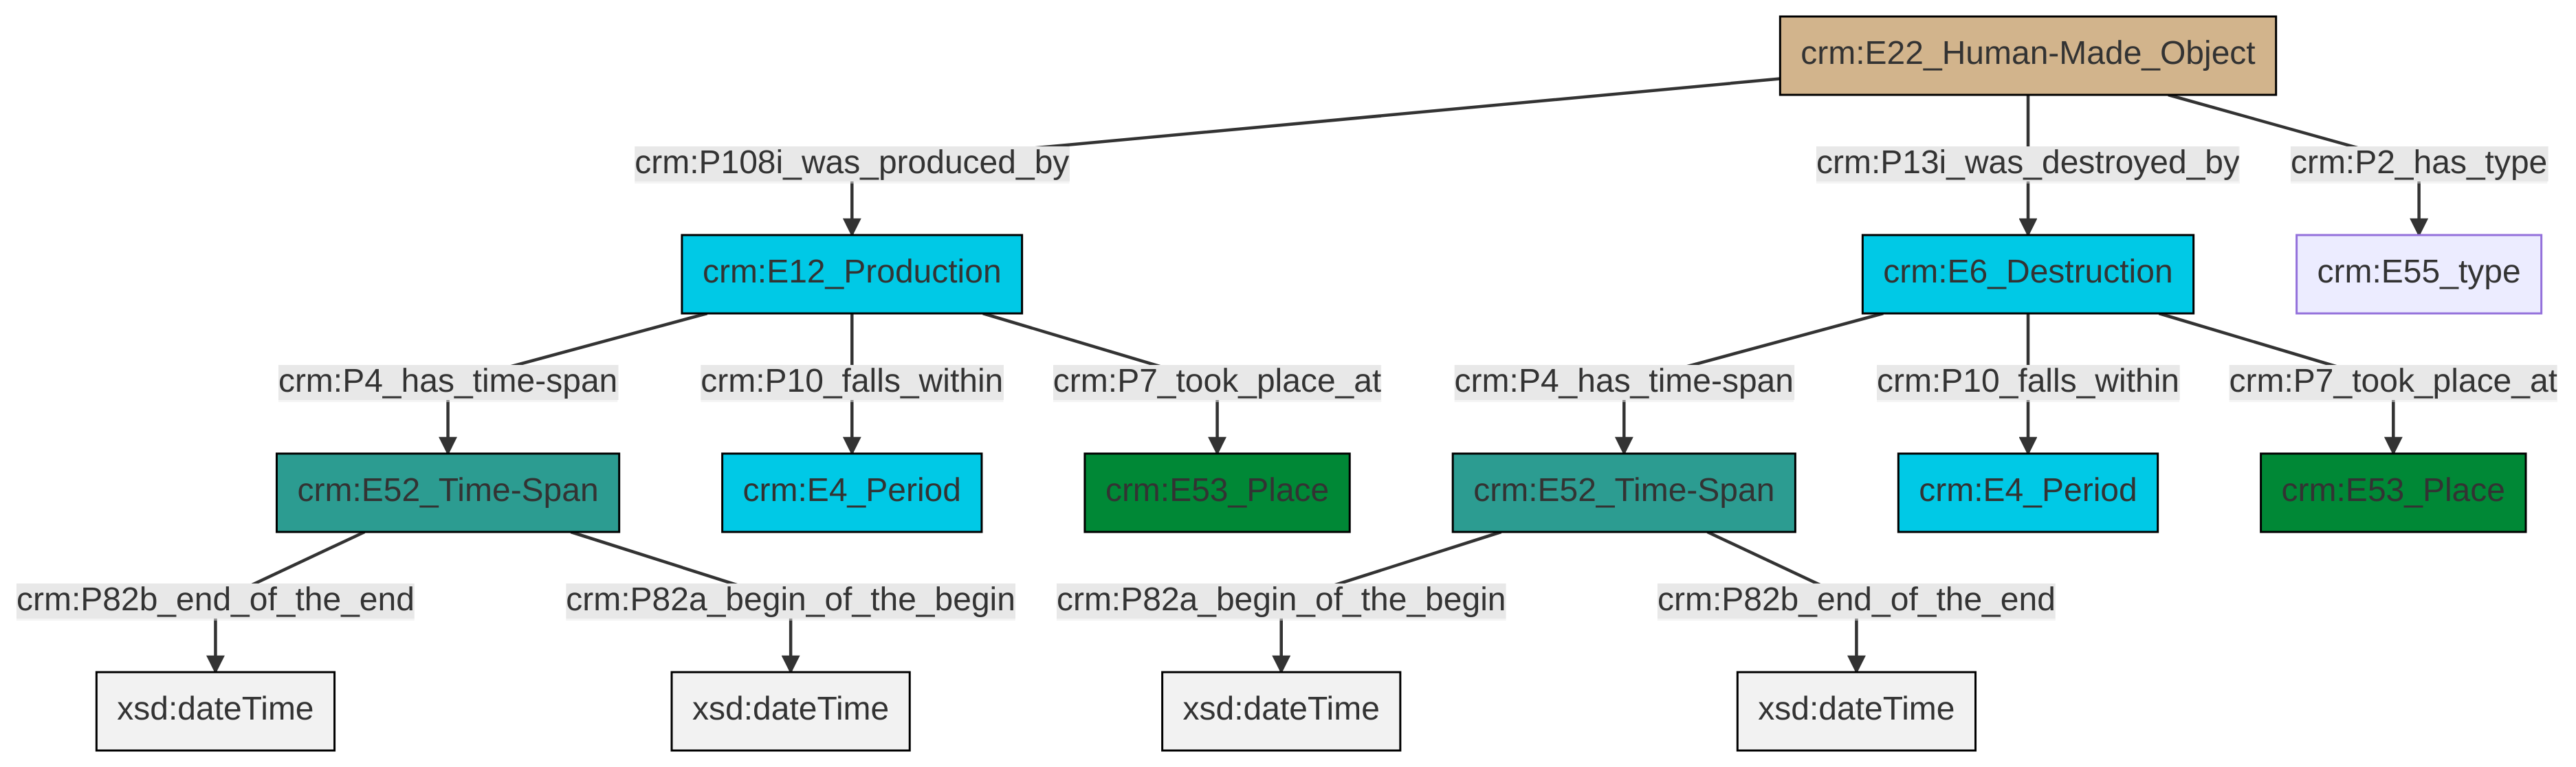 crm:E22_Human-Made_Object
crm:P108i_was_produced_by
crm:P13i_was_destroyed_by
crm:P2_has_type
crm:E12_Production
crm:E6_Destruction
crm:E55_type
crm:P4_has_time-span
crm:P10_falls_within
crm:P7_took_place_at
crm:P4_has_time-span
crm:P10_falls_within
crm:P7_took_place_at
crm:E52_Time-Span
crm:E4_Period
crm:E53_Place
crm:E52_Time-Span
crm:E4_Period
crm:E53_Place
crm:P82b_end_of_the_end
crm:P82a_begin_of_the_begin
crm:P82a_begin_of_the_begin
crm:P82b_end_of_the_end
xsd:dateTime
xsd:dateTime
xsd:dateTime
xsd:dateTime